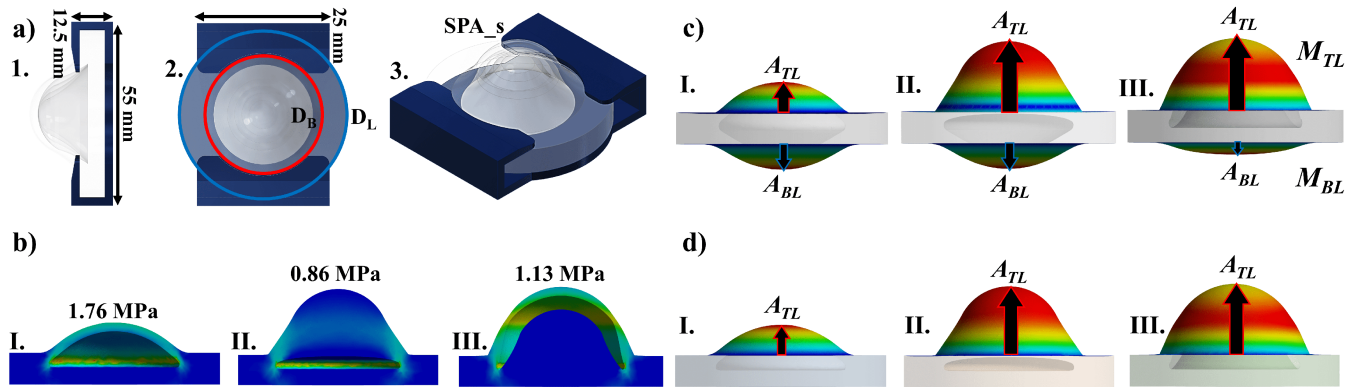 a)
1.
12.5 mm
55 mm
2.
25 mm
D_B
D_L
3.
SPA_s
b)
I.
1.76 MPa
II.
0.86 MPa
III.
1.13 MPa
c)
I.
A_TL
A_BL
II.
A_TL
A_BL
III.
A_TL
A_BL
M_TL
M_BL
d)
I.
A_TL
II.
A_TL
III.
A_TL